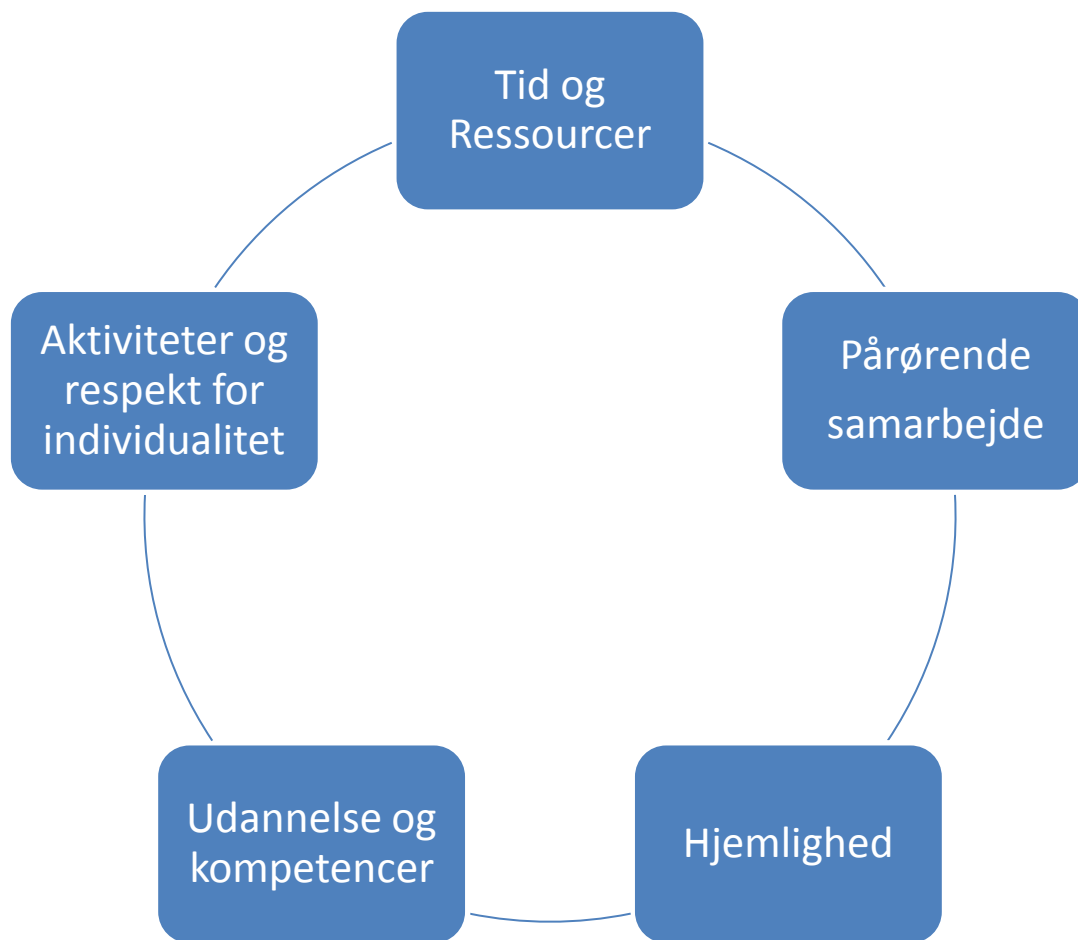 Tid og
Ressourcer
Pårørende
samarbejde
Hjemlighed
Udannelse og
kompetencer
Aktiviteter og
respekt for
individualitet